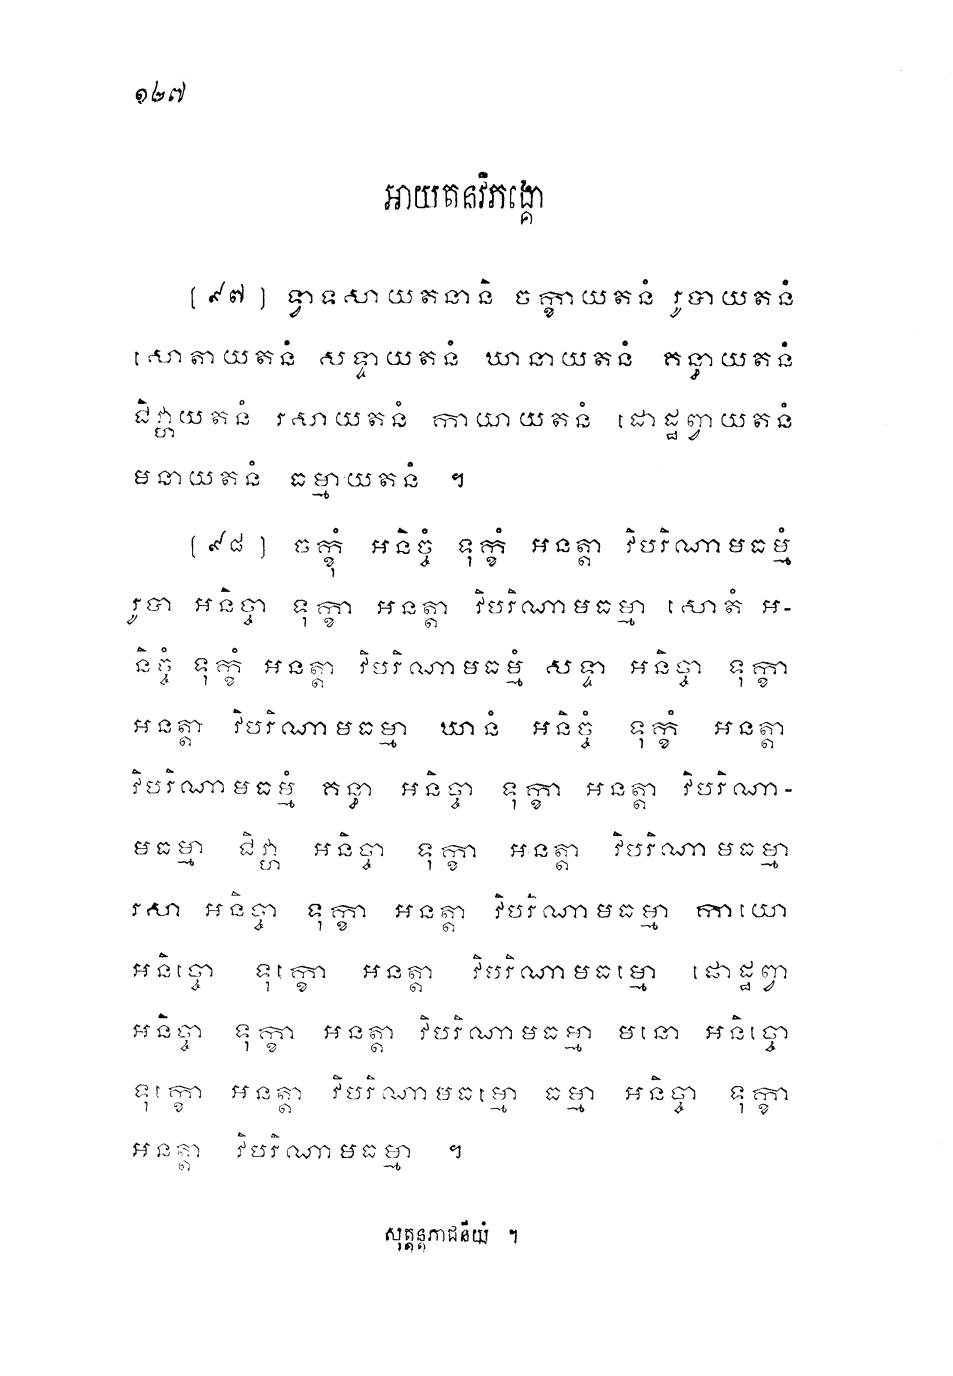 ១២៧
អាយតនវិភង្គោ
(៩៧) ទ្វាទសាយតនានិ ចក្ខាយតនំ រូបាយតនំ
សោតាយតនំ សទ្ទាយតនំ ឃានាយតនំ គន្ធាយតនំ
ជិវ្ហាយតនំ រសាយតនំ កាយាយតនំ ផោដ្ឋព្វាយតនំ
មនាយតនំ ធម្មាយតនំ ។
(៩៨) ចក្ខុំ អនិច្ចំ ទុក្ខំ អនត្តា វិបរិណាមធម្មំ
រូបា អនិច្ចា ទុក្ខា អនត្តា វិបរិណាមធម្មា សោតំ អ-
និច្ចំ ទុក្ខំ អនត្តា វិបរិណាមធម្មំ សទ្ទា អនិច្ចា ទុក្ខា
អនត្តា វិបរិណាមធម្មា ឃានំ អនិច្ចំ ទុក្ខំ អនត្តា
វិបរិណាមធម្មំ គន្ធា អនិច្ចា ទុក្ខា អនត្តា វិបរិណា-
មធម្មា ជិវ្ហា អនិច្ចា ទុក្ខា អនត្តា វិបរិណាមធម្មា
រសា អនិច្ចា ទុក្ខា អនត្តា វិបរិណាមធម្មា កាយោ
អនិច្ចោ ទុក្ខោ អនត្តា វិបរិណាមធម្មោ ផោដ្ឋព្វា
អនិច្ចា ទុក្ខា អនត្តា វិបរិណាមធម្មា មនោ អនិច្ចោ
ទុក្ខោ អនត្តា វិបរិណាមធម្មោ ធម្មា អនិច្ចា ទុក្ខា
អនត្តា វិបរិណាមធម្មា ។
សុត្តន្តភាជនីយំ ។